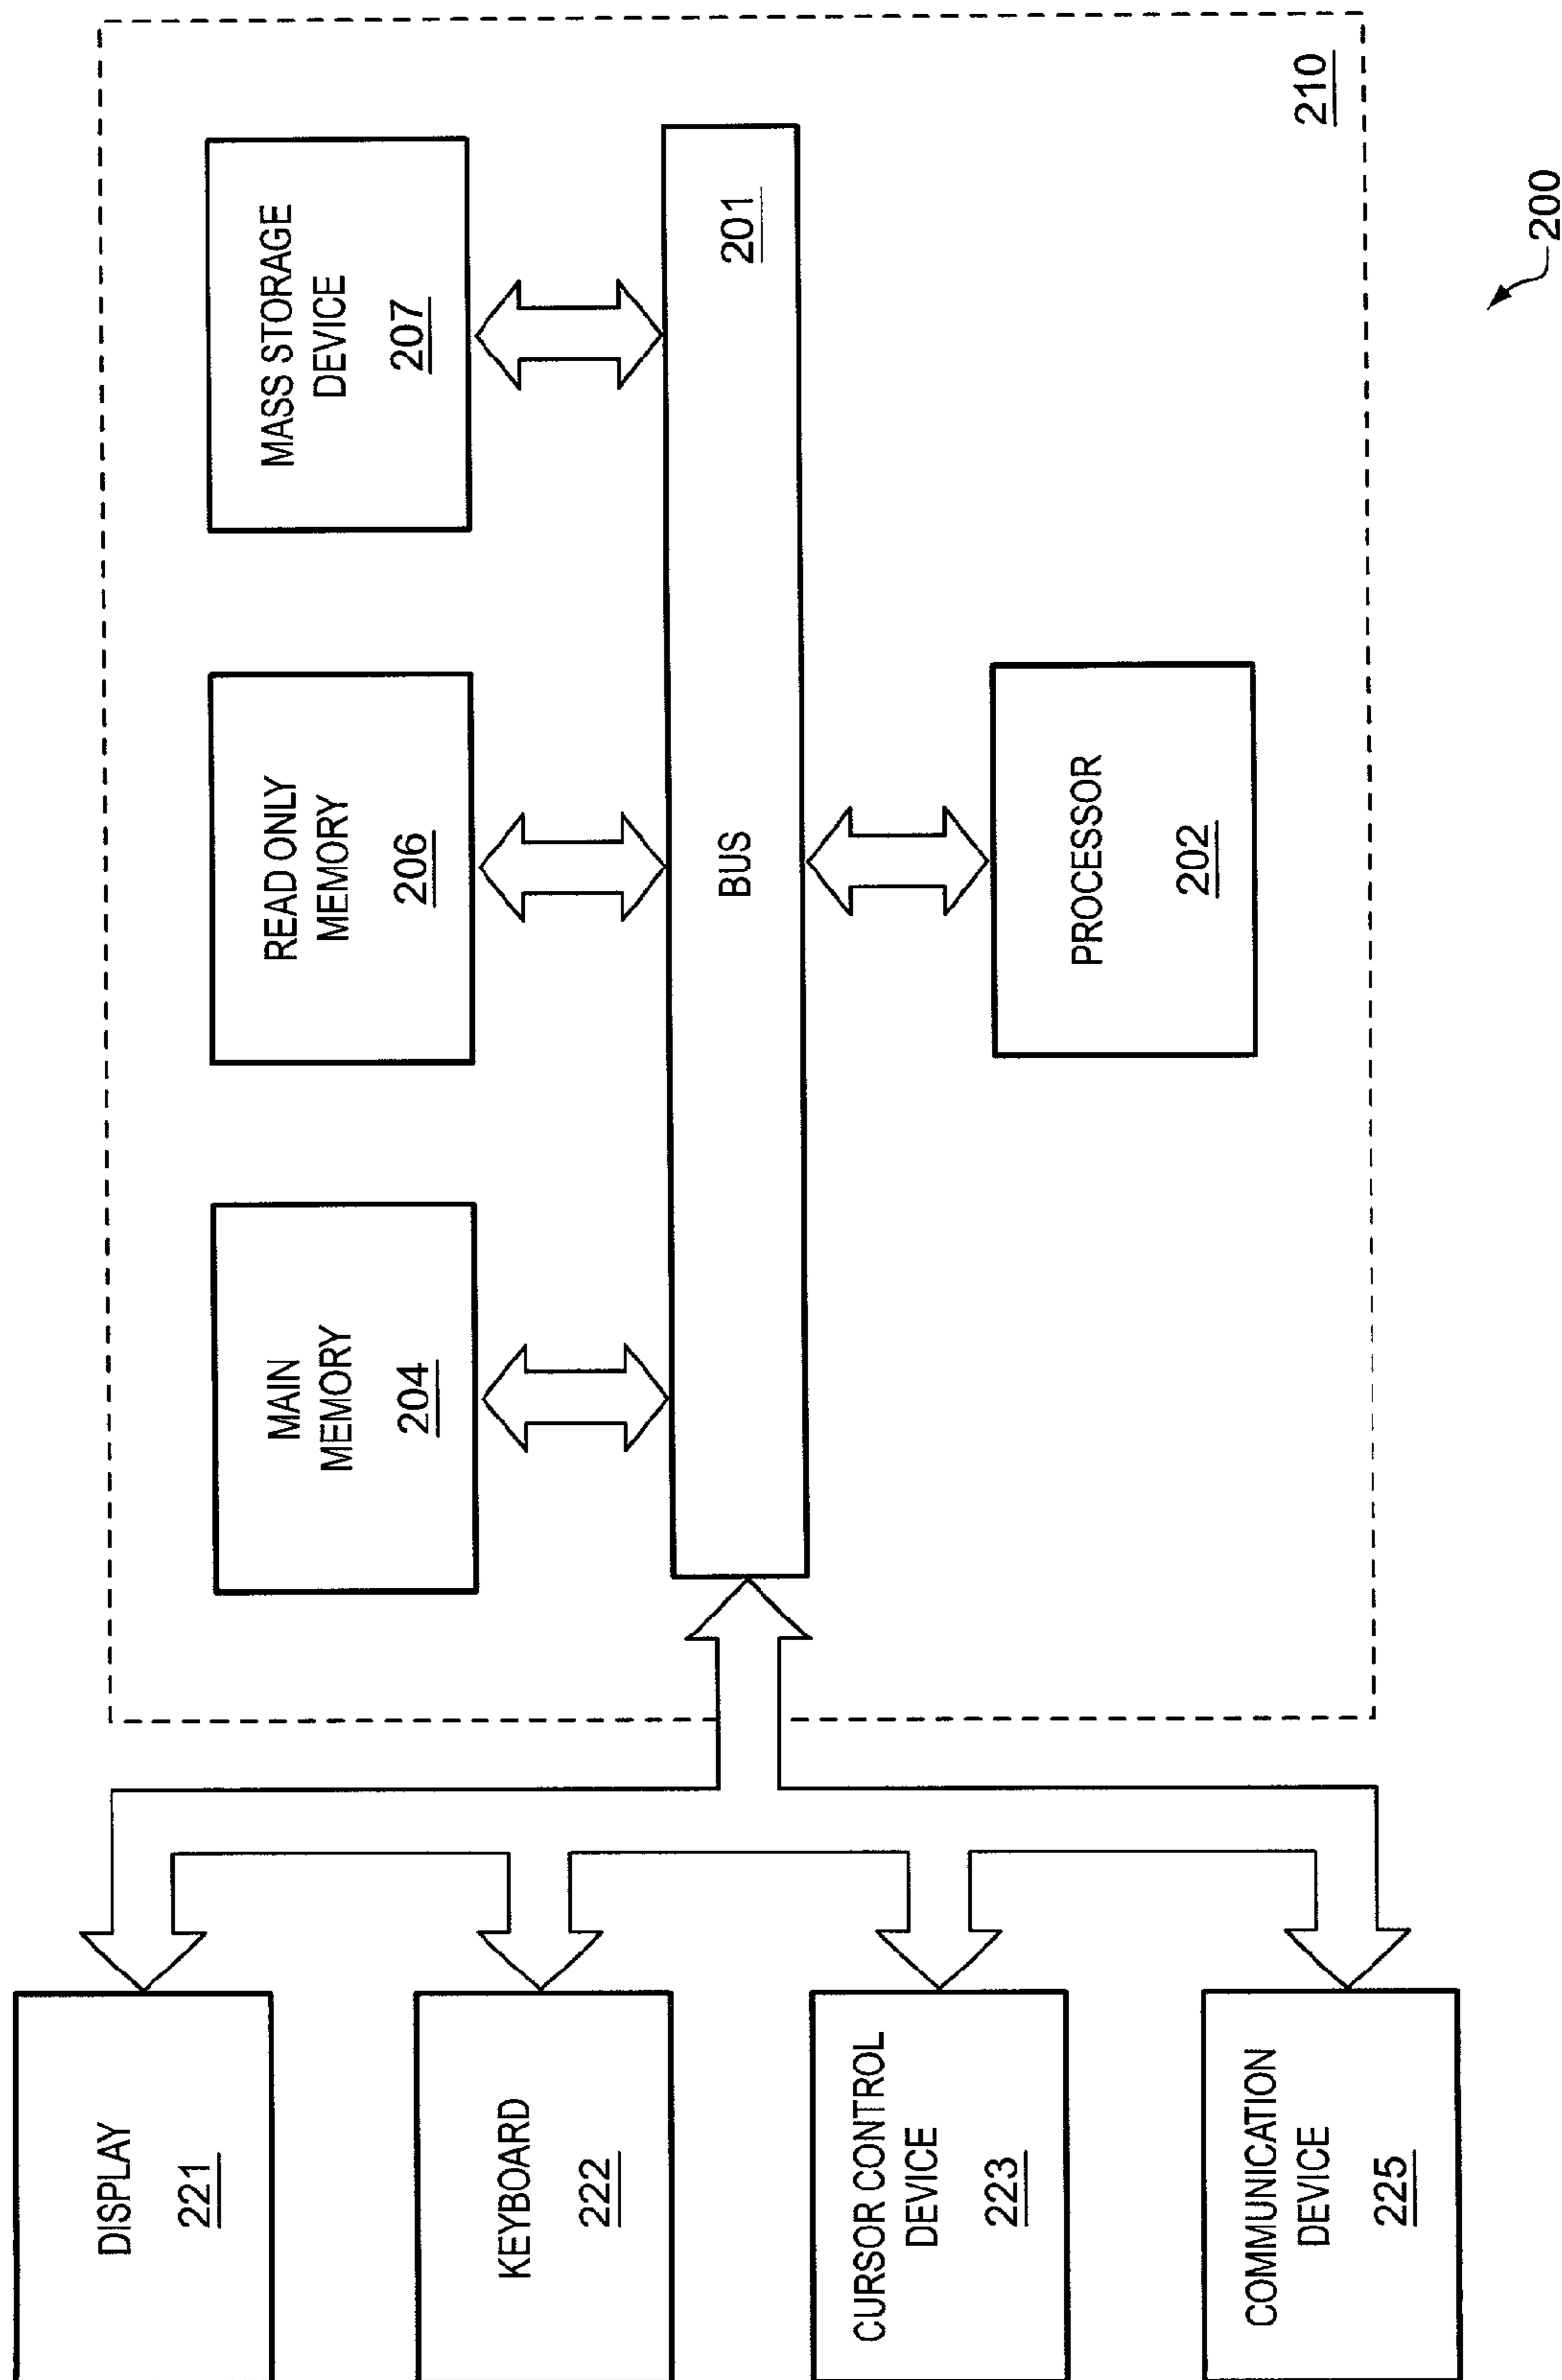 DISPLAY
221
KEYBOARD
222
CURSOR CONTROL
DEVICE
223
COMMUNICATION
DEVICE
225
MAIN
MEMORY
204
READ ONLY
MEMORY
206
MASS STORAGE
DEVICE
207
BUS
201
PROCESSOR
202
210
200